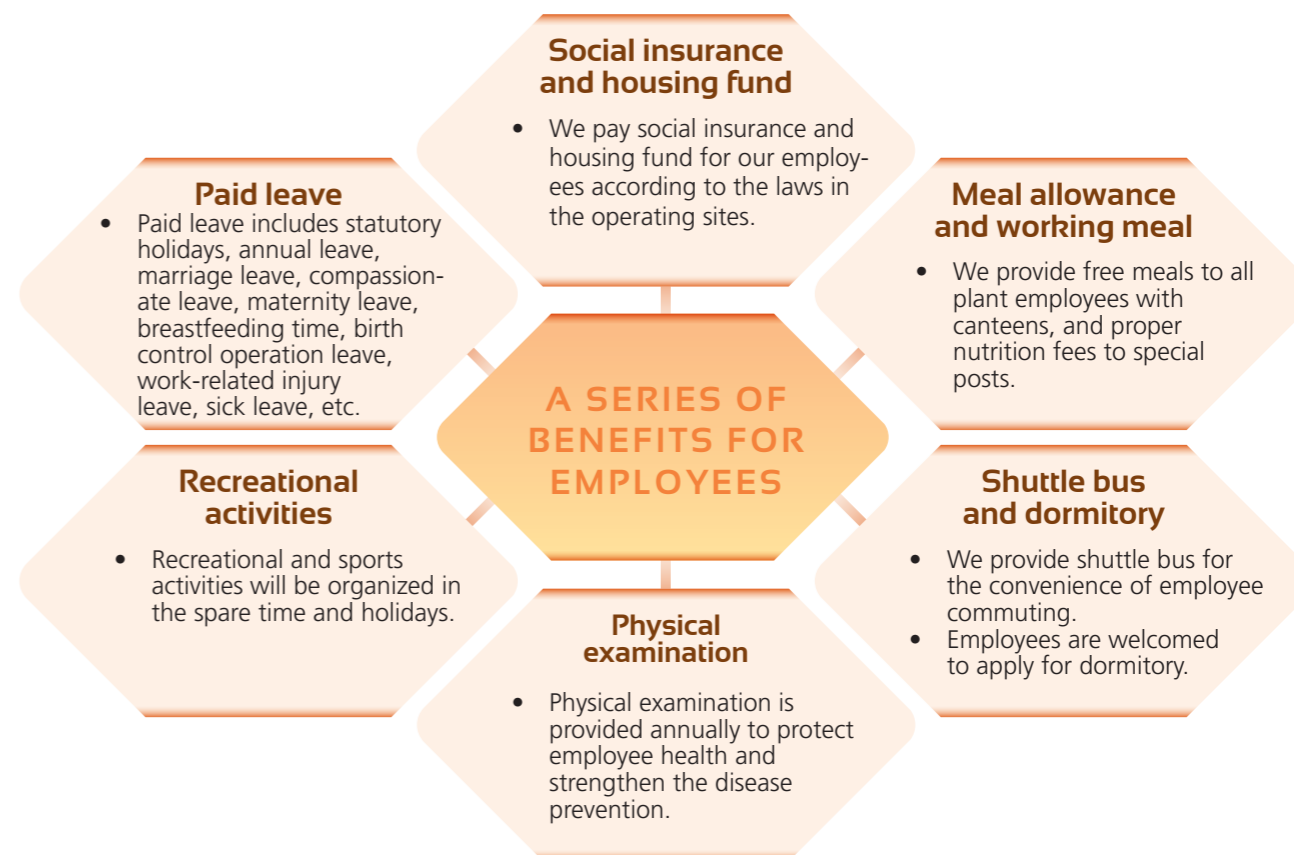 Social insurance
and housing fund
• We pay social insurance and
housing fund for our employ-
ees according to the laws in
the operating sites.
Paid leave
• Paid leave includes statutory
holidays, annual leave,
marriage leave, compassion-
ate leave, maternity leave,
breastfeeding time, birth
control operation leave,
work-related injury
leave, sick leave, etc.
Meal allowance
and working meal
• We provide free meals to all
plant employees with
canteens, and proper
nutrition fees to special
posts.
A SERIES OF
BENEFITS FOR
EMPLOYEES
Recreational
activities
• Recreational and sports
activities will be organized in
the spare time and holidays.
Shuttle bus
and dormitory
• We provide shuttle bus for
the convenience of employee
commuting.
• Employees are welcomed
to apply for dormitory.
Physical
examination
• Physical examination is
provided annually to protect
employee health and
strengthen the disease
prevention.